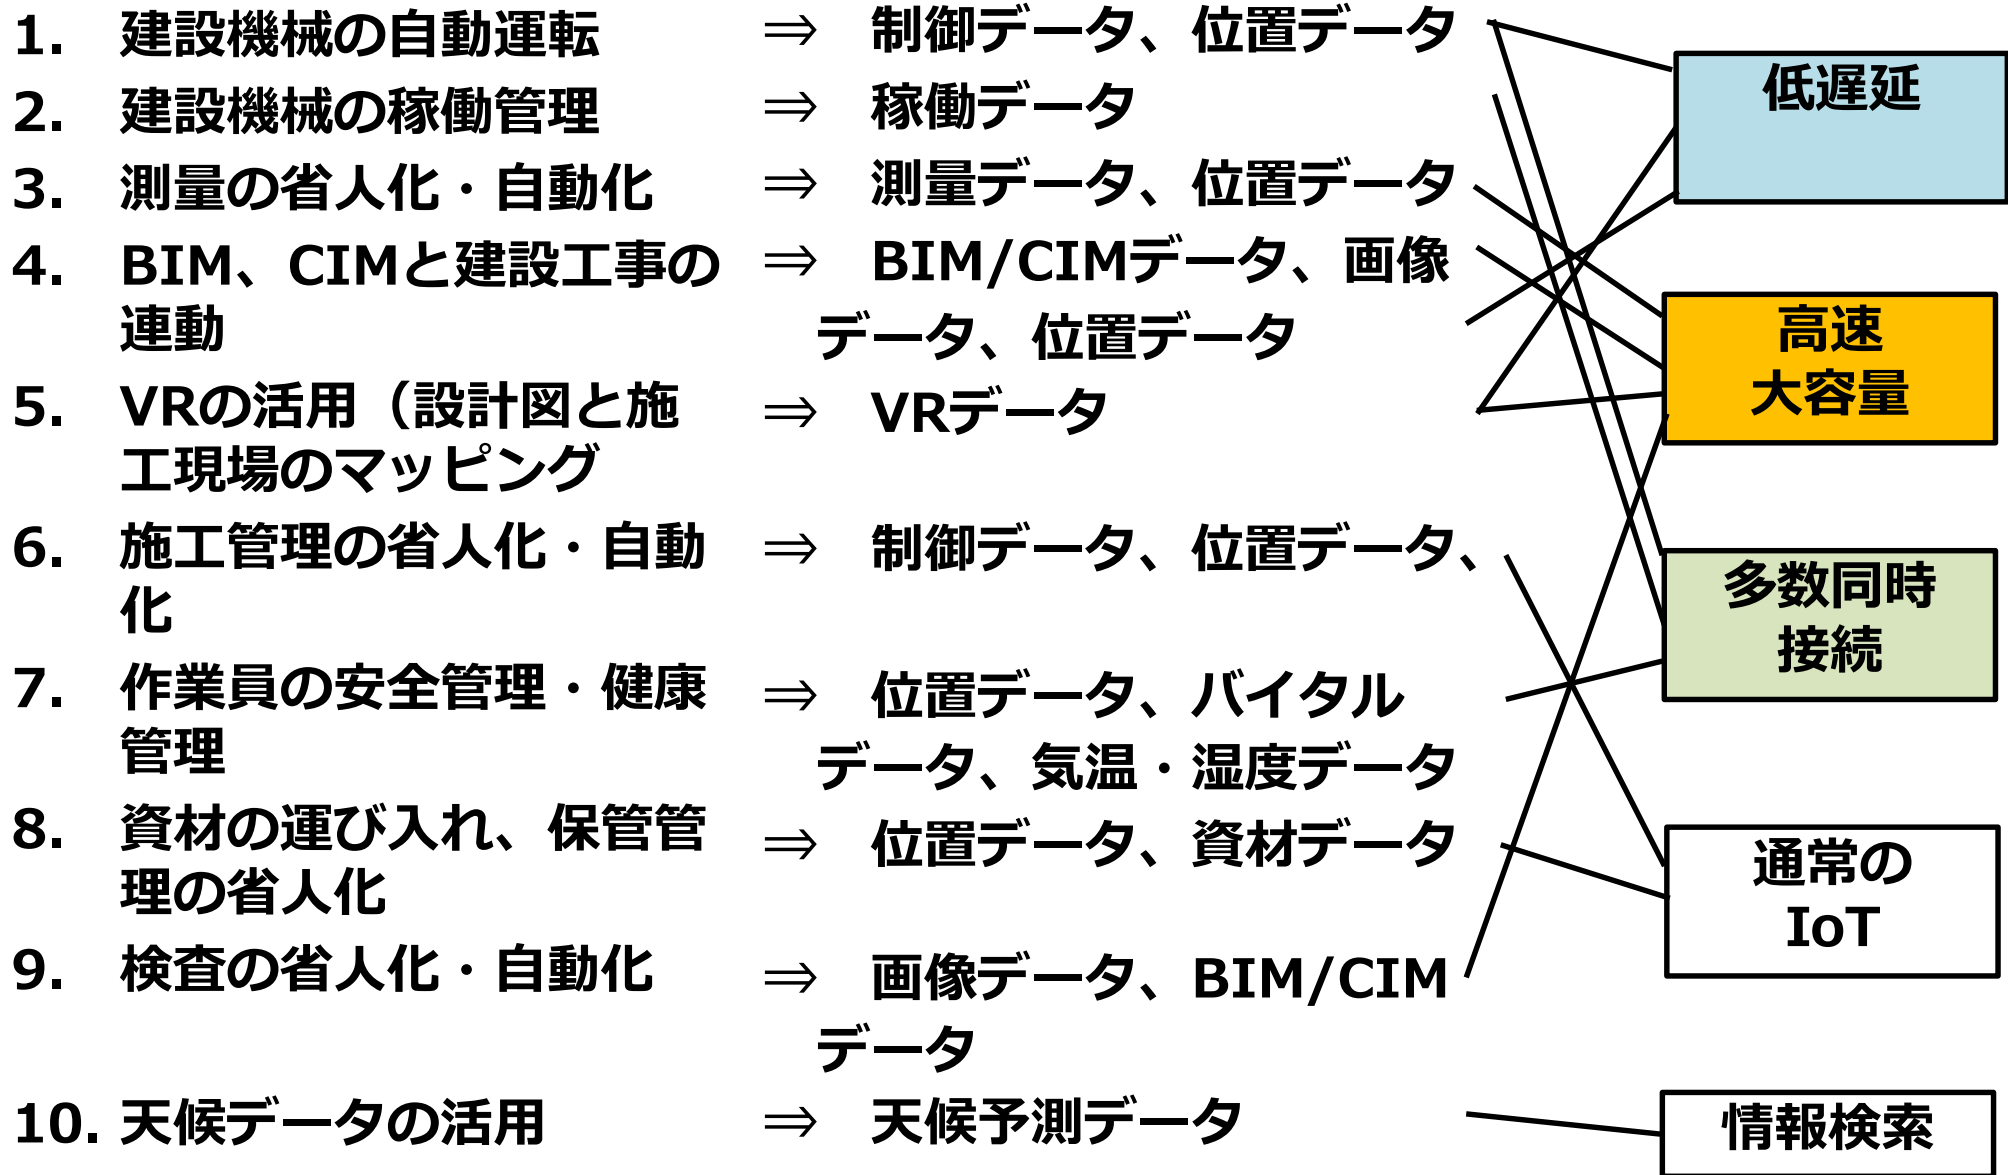 1. 建設機械の自動運転 ⇒ 制御データ、位置データ
2. 建設機械の稼働管理 ⇒ 稼働データ
3. 測量の省人化・自動化 ⇒ 測量データ、位置データ
4. BIM、CIMと建設工事の ⇒ BIM/CIMデータ、画像
連動
データ、位置データ
5. VRの活用（設計図と施 ⇒ VRデータ
工現場のマッピング
6. 施工管理の省人化・自動 ⇒ 制御データ、位置データ、
化
7. 作業員の安全管理・健康 ⇒ 位置データ、バイタル
管理
データ、気温・湿度データ
8. 資材の運び入れ、保管管 ⇒ 位置データ、資材データ
理の省人化
9. 検査の省人化・自動化 ⇒ 画像データ、BIM/CIM
データ
10. 天候データの活用 ⇒ 天候予測データ
低遅延
高速
大容量
多数同時
接続
通常の
IoT
情報検索